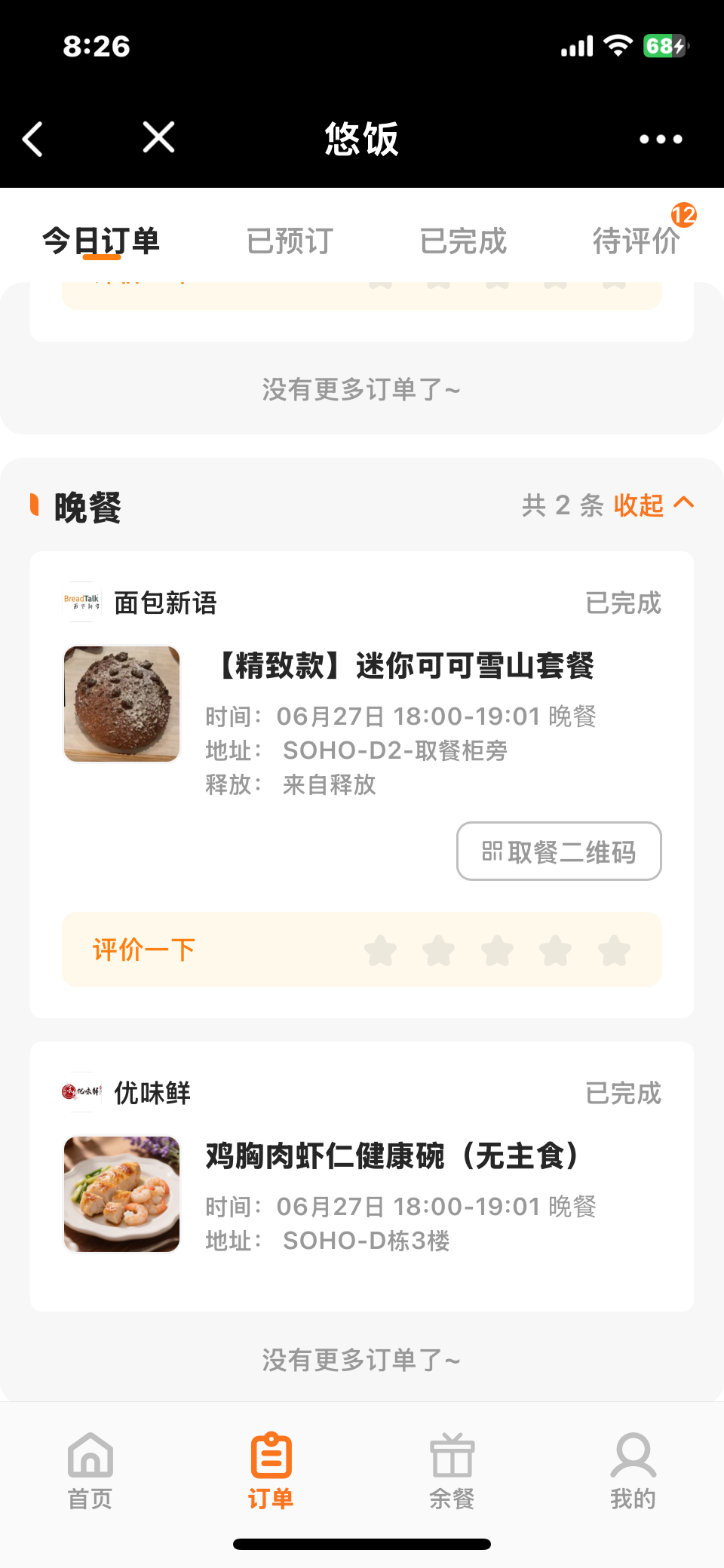 8:26
68
悠饭
今日订单
已预订
已完成
待评价
12
没有更多订单了~
晚餐
共 2 条 收起
BreadTalk
面包新语
已完成
【精致款】迷你可可雪山套餐
时间：06月27日 18:00-19:01 晚餐
地址： SOHO-D2-取餐柜旁
释放： 来自释放
取餐二维码
评价一下
优味鲜
已完成
鸡胸肉虾仁健康碗（无主食）
时间：06月27日 18:00-19:01 晚餐
地址： SOHO-D栋3楼
没有更多订单了~
首页
订单
余餐
我的